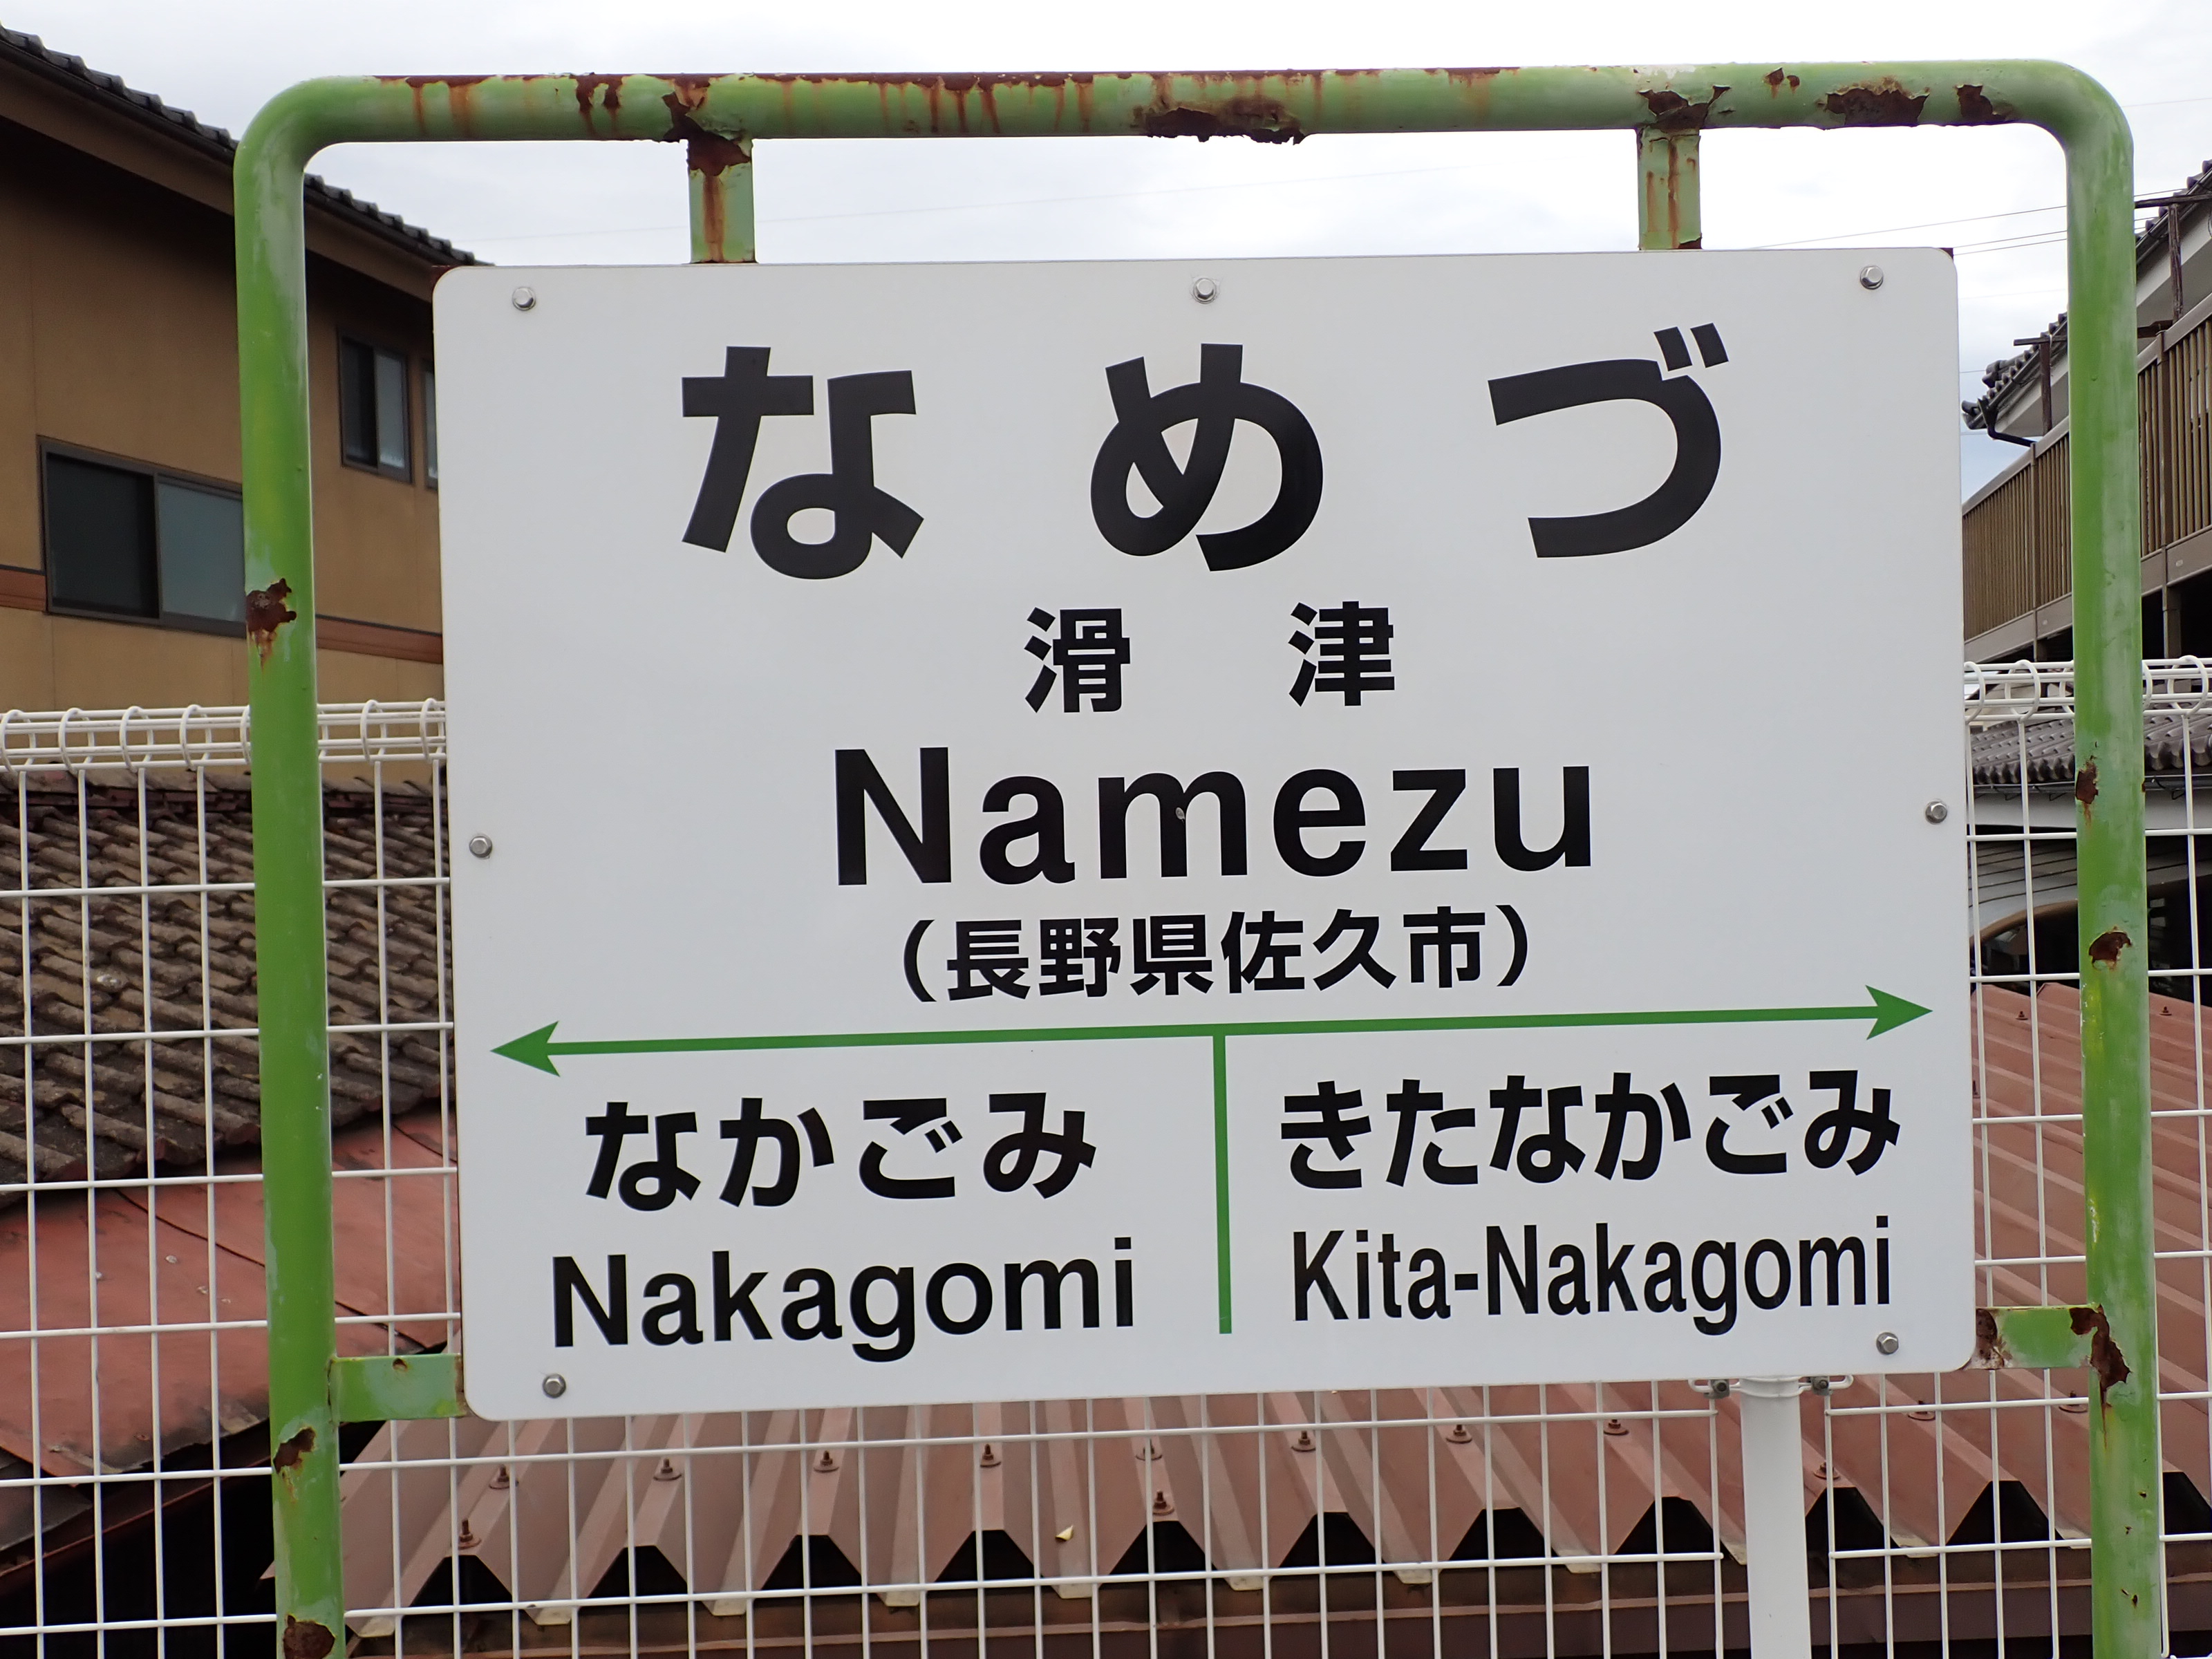 なめづ
滑津
Namezu
(長野県佐久市)
なかごみ きたなかごみ
Nakagomi Kita-Nakagomi